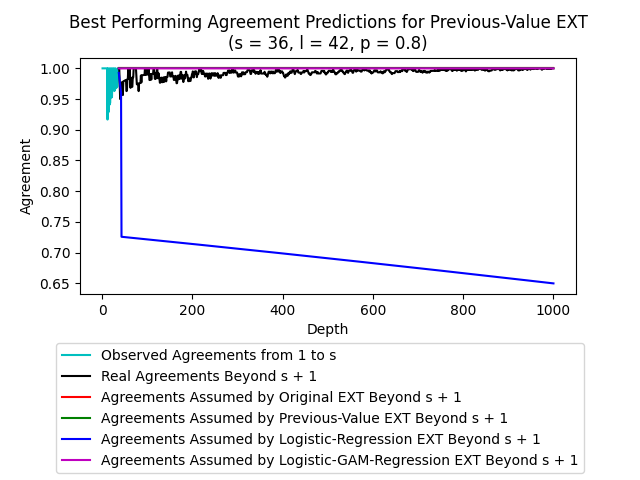 Best Performing Agreement Predictions for Previous-Value EXT
(s = 36, l = 42, p = 0.8)
1.00
0.95
0.90
0.85
0.80
0.75
0.70
0.65
Agreement
0
200
400
600
800
1000
Depth
Observed Agreements from 1 to s
Real Agreements Beyond s + 1
Agreements Assumed by Original EXT Beyond s + 1
Agreements Assumed by Previous-Value EXT Beyond s + 1
Agreements Assumed by Logistic-Regression EXT Beyond s + 1
Agreements Assumed by Logistic-GAM-Regression EXT Beyond s + 1